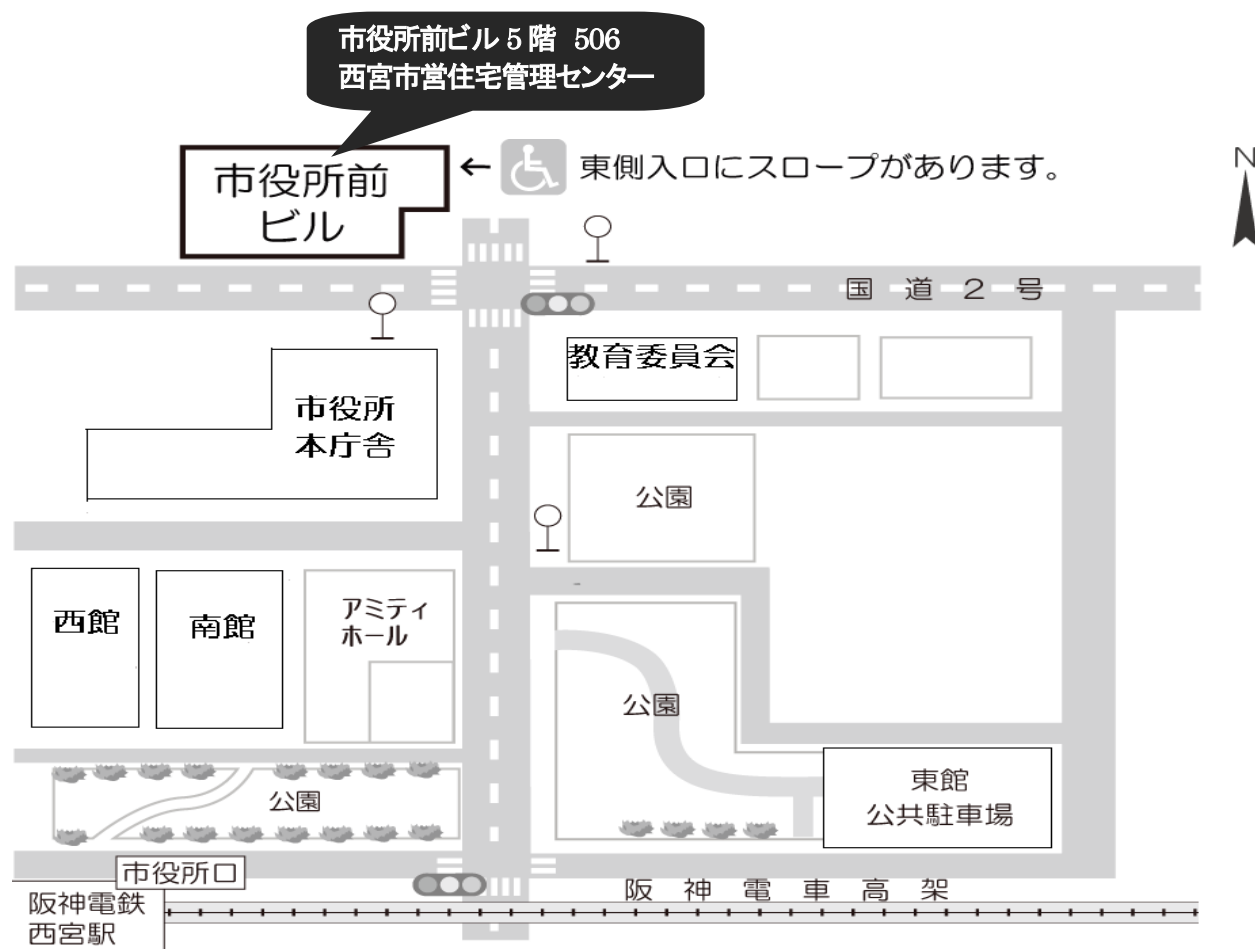 市役所前ビル5階 506
西宮市営住宅管理センター
市役所前
ビル
← 東側入口にスロープがあります。
N
国道2号
教育委員会
市役所
本庁舎
公園
西館
南館
アミティ
ホール
公園
公園
東館
公共駐車場
市役所口
阪神電車高架
阪神電鉄
西宮駅